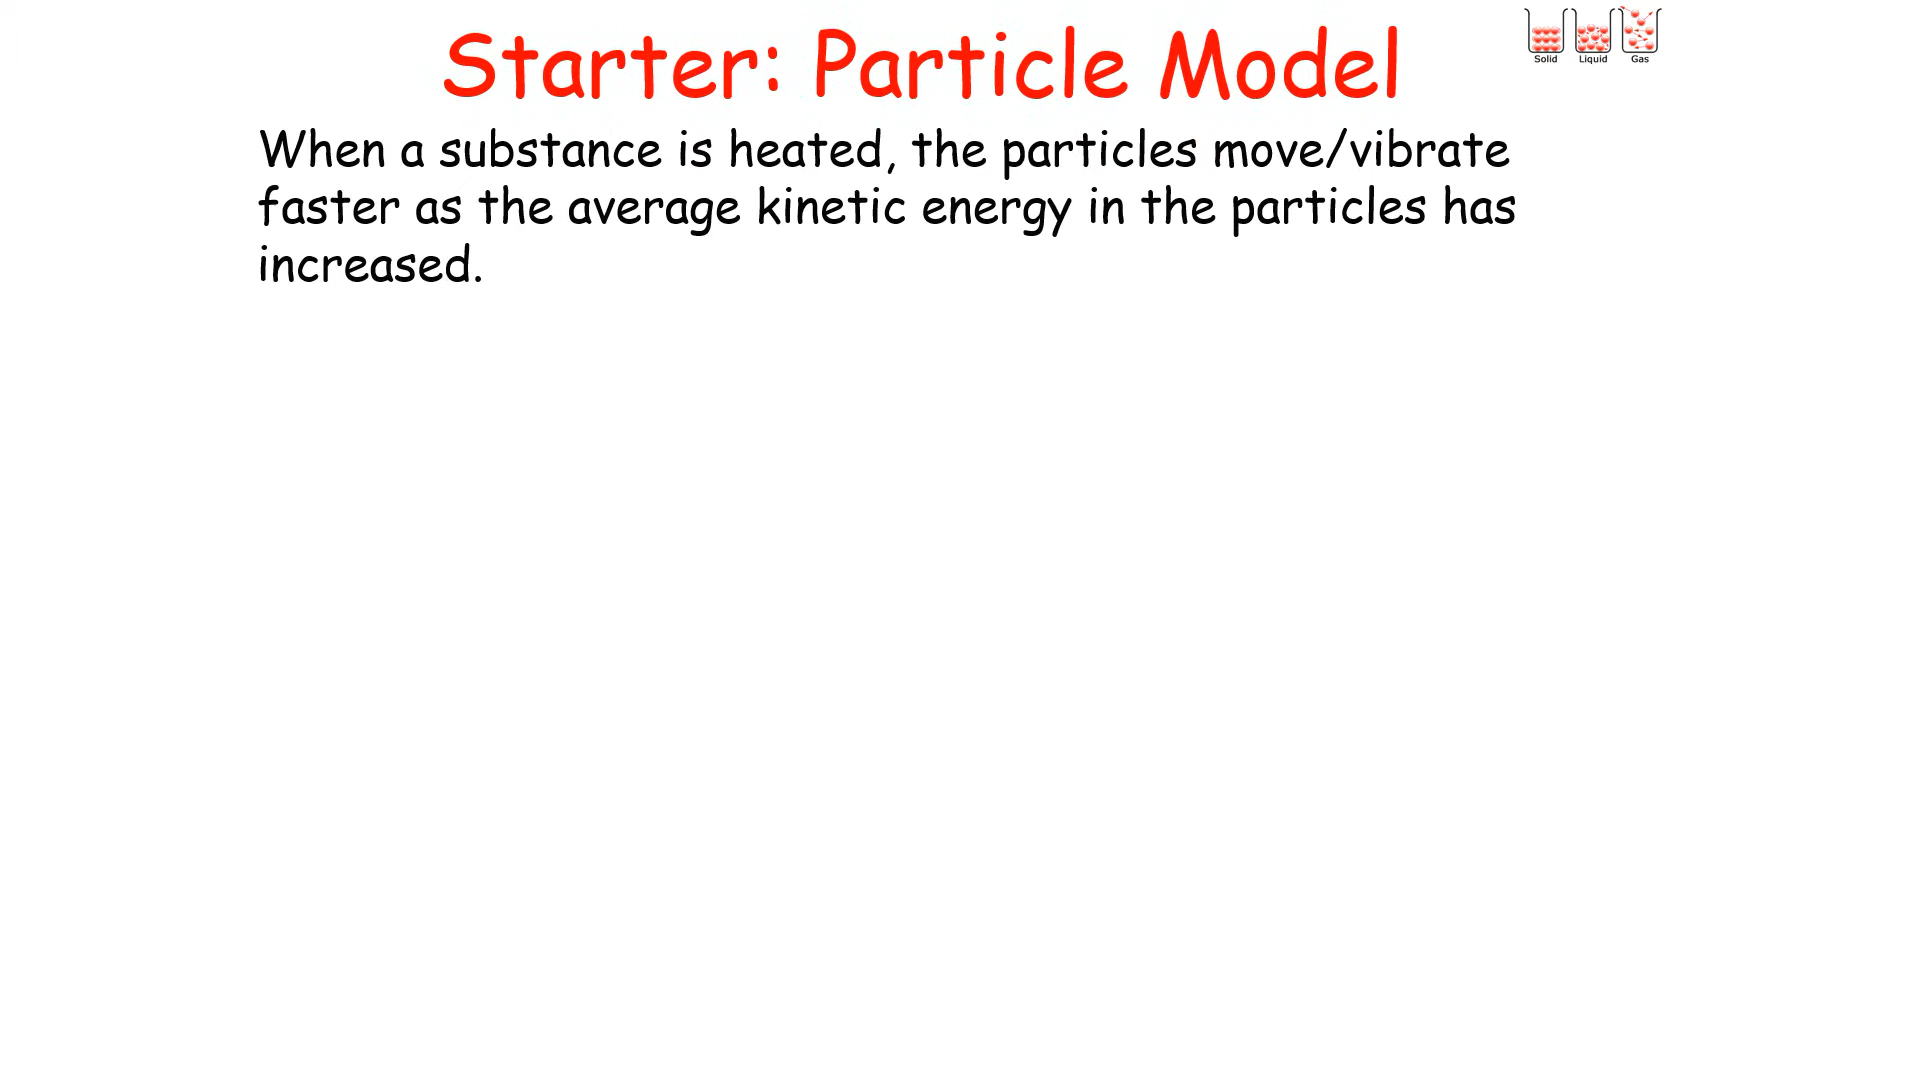 Starter: Particle Model
Solid Liquid Gas
When a substance is heated, the particles move/vibrate
faster as the average kinetic energy in the particles has
increased.